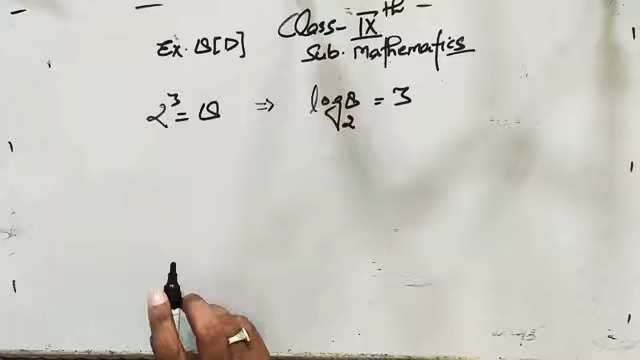 Class- IXth -
Ex. 8[D]
Sub. Mathematics
2³ = 8 ⇒ log₂8 = 3